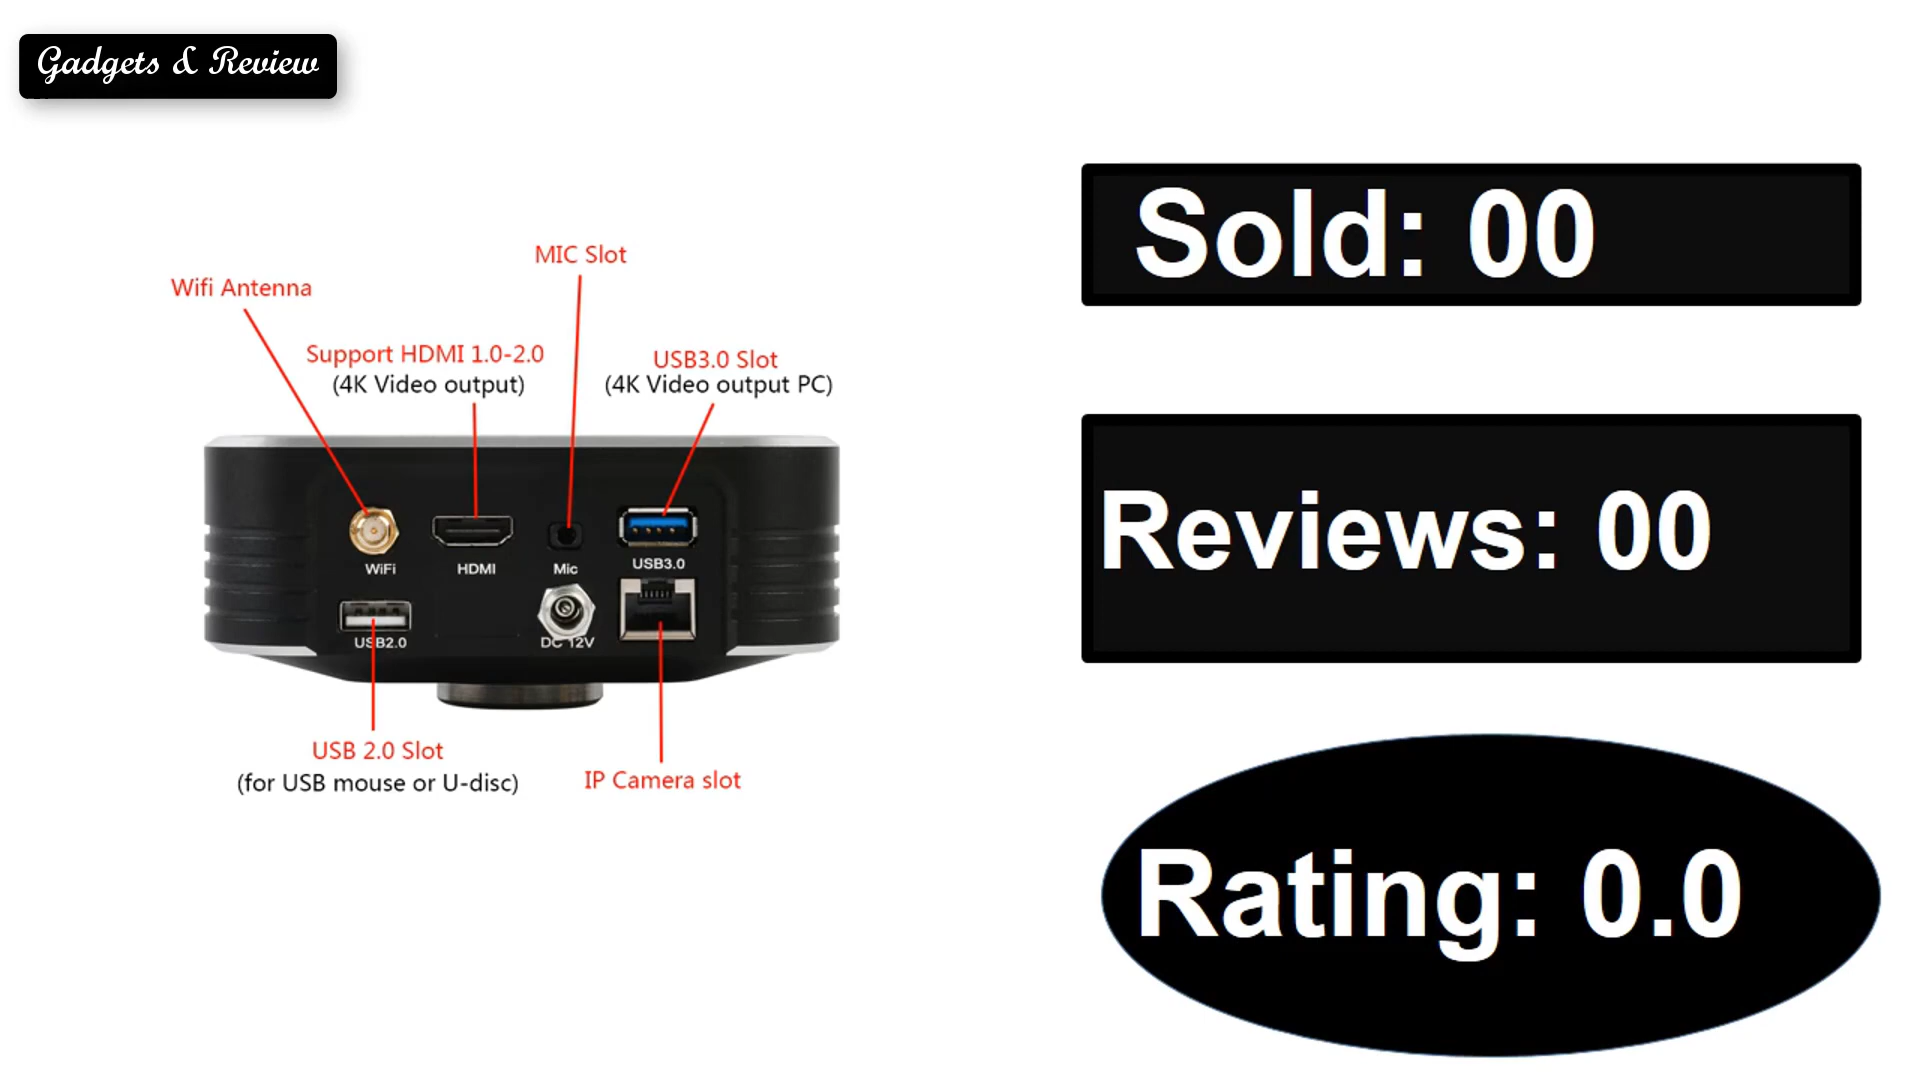 Gadgets & Review
Sold: 00
MIC Slot
Wifi Antenna
Support HDMI 1.0-2.0
(4K Video output)
USB3.0 Slot
(4K Video output PC)
WiFi
HDMI
Mic
USB3.0
USB2.0
DC 12V
USB 2.0 Slot
(for USB mouse or U-disc)
IP Camera slot
Reviews: 00
Rating: 0.0